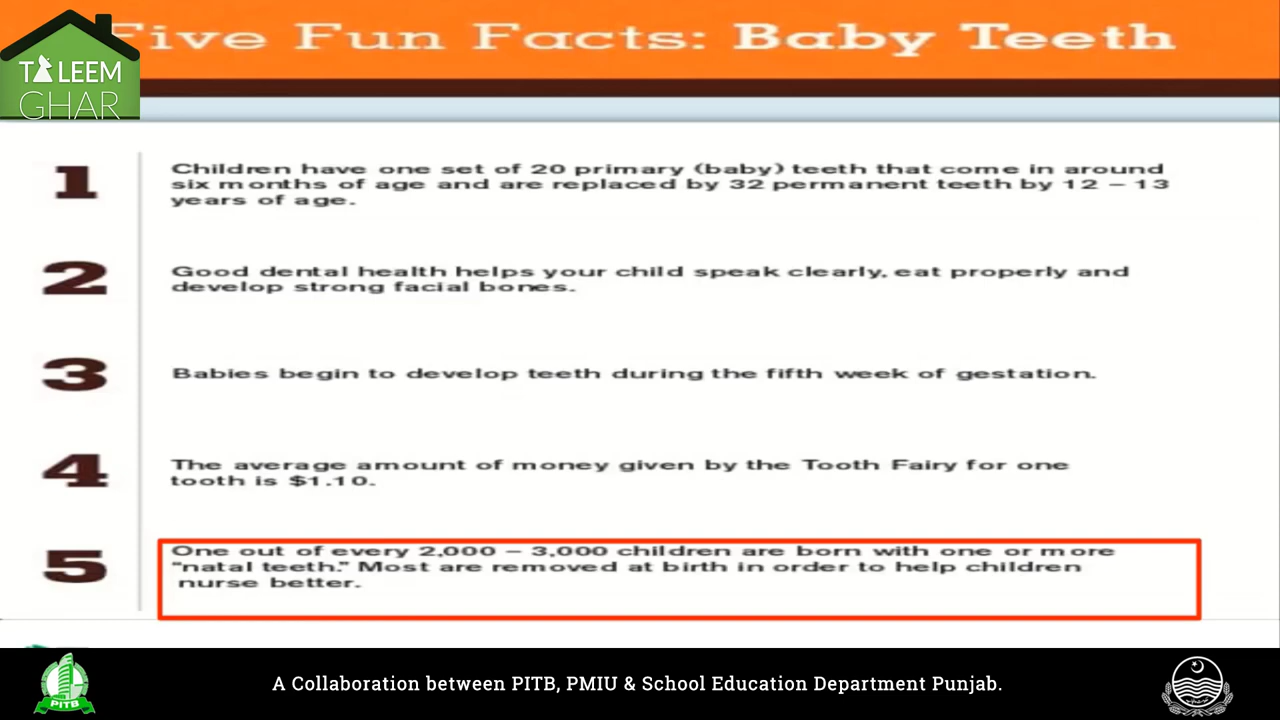 Five Fun Facts: Baby Teeth
TALEEM
GHAR
1
Children have one set of 20 primary (baby) teeth that come in around
six months of age and are replaced by 32 permanent teeth by 12 – 13
years of age.
2
Good dental health helps your child speak clearly, eat properly and
develop strong facial bones.
3
Babies begin to develop teeth during the fifth week of gestation.
4
The average amount of money given by the Tooth Fairy for one
tooth is $1.10.
5
One out of every 2,000 – 3,000 children are born with one or more
"natal teeth." Most are removed at birth in order to help children
nurse better.
PITB
A Collaboration between PITB, PMIU & School Education Department Punjab.